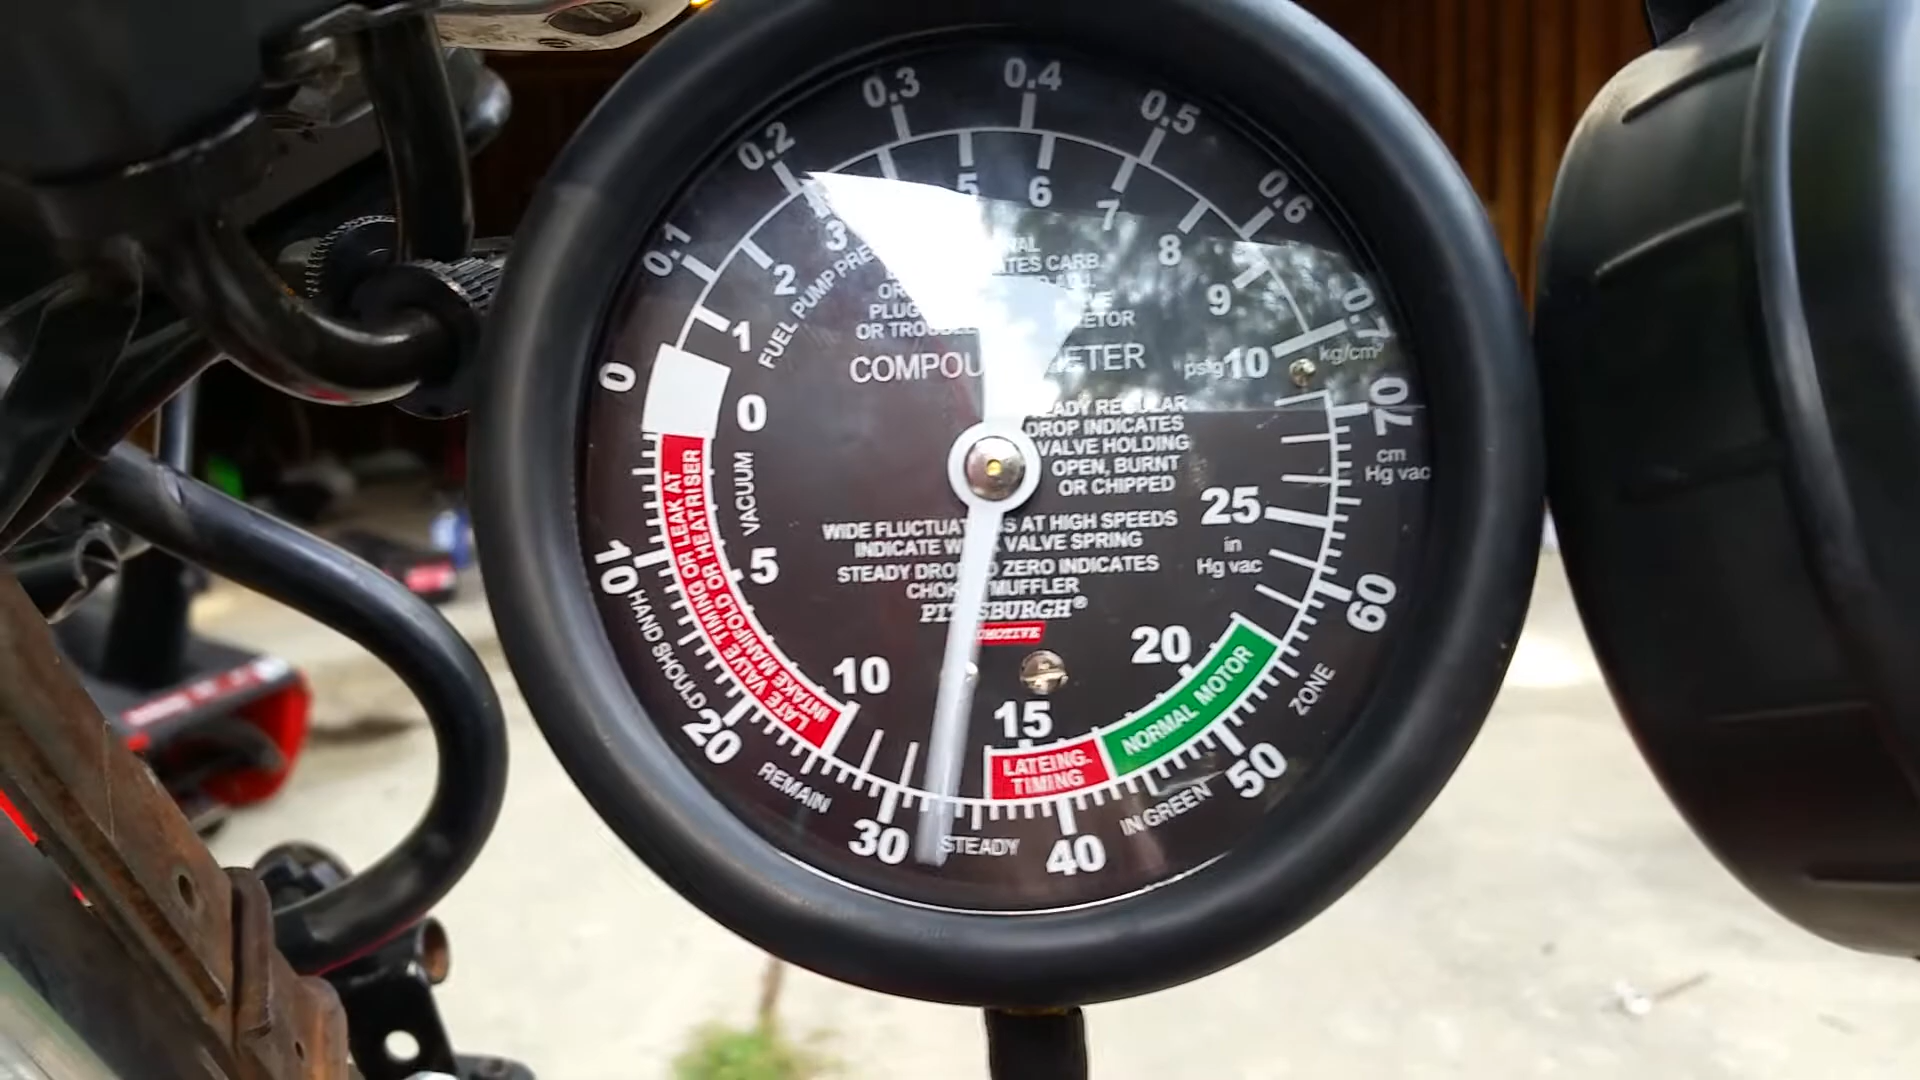 0 0.1 0.2 0.3 0.4 0.5 0.6 0.7
kg/cm²
0 1 2 3 5 6 7 8 9 10
psig
FUEL PUMP
OR
PLUG
OR
CARB.
COMPOU ETER
REGULAR
DROP INDICATES
VALVE HOLDING
OPEN, BURNT
OR CHIPPED
WIDE AT HIGH SPEEDS
INDICATE VALVE SPRING
STEADY ZERO INDICATES
MUFFLER
PITTSBURGH®
VACUUM
5 10 15 20 25
in
Hg vac
LATE VALVE TIMING OR LEAK AT
INTAKE MANIFOLD OR HEATRISER
LATEING.
TIMING
NORMAL MOTOR
10 20 30 40 50 60 70
cm
Hg vac
HAND SHOULD REMAIN STEADY IN GREEN ZONE